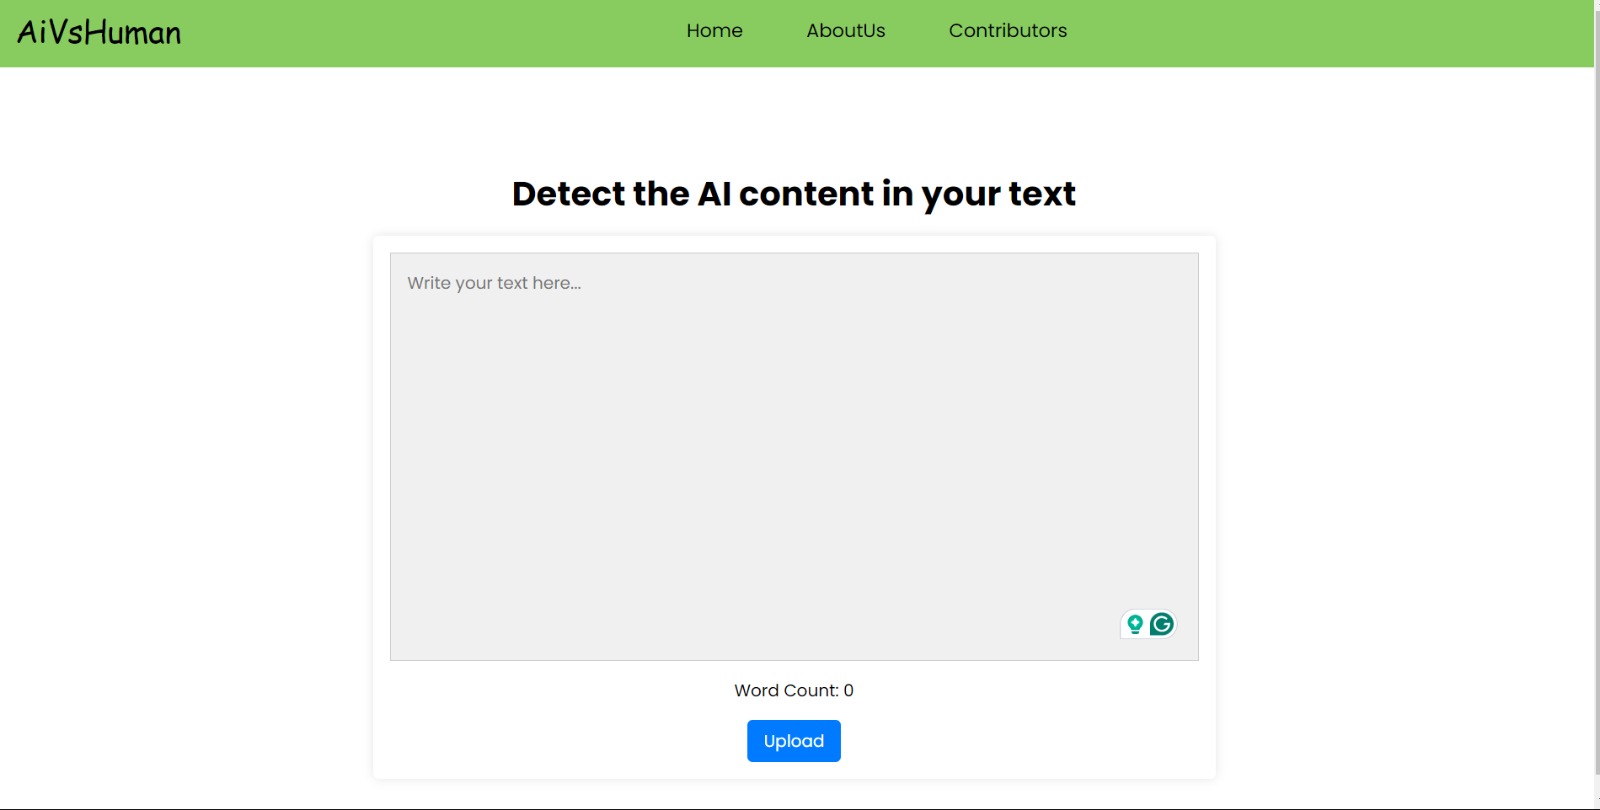 AiVsHuman Home AboutUs Contributors
Detect the AI content in your text
Write your text here...
Word Count: 0
Upload